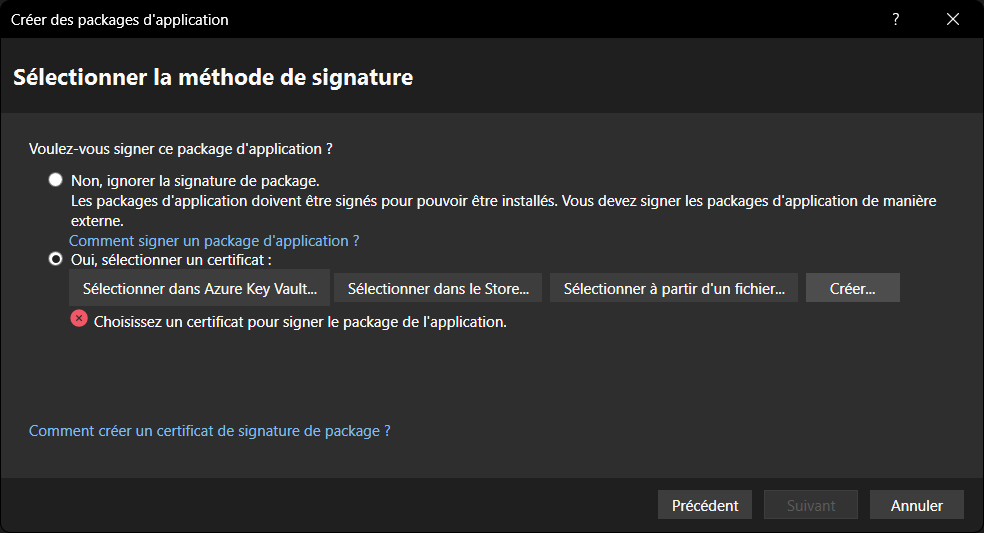 Créer des packages d'application
?
Sélectionner la méthode de signature
Voulez-vous signer ce package d'application ?
Non, ignorer la signature de package.
Les packages d'application doivent être signés pour pouvoir être installés. Vous devez signer les packages d'application de manière
externe.
Comment signer un package d'application ?
Oui, sélectionner un certificat :
Sélectionner dans Azure Key Vault... Sélectionner dans le Store... Sélectionner à partir d'un fichier... Créer...
Choisissez un certificat pour signer le package de l'application.
Comment créer un certificat de signature de package ?
Précédent Suivant Annuler